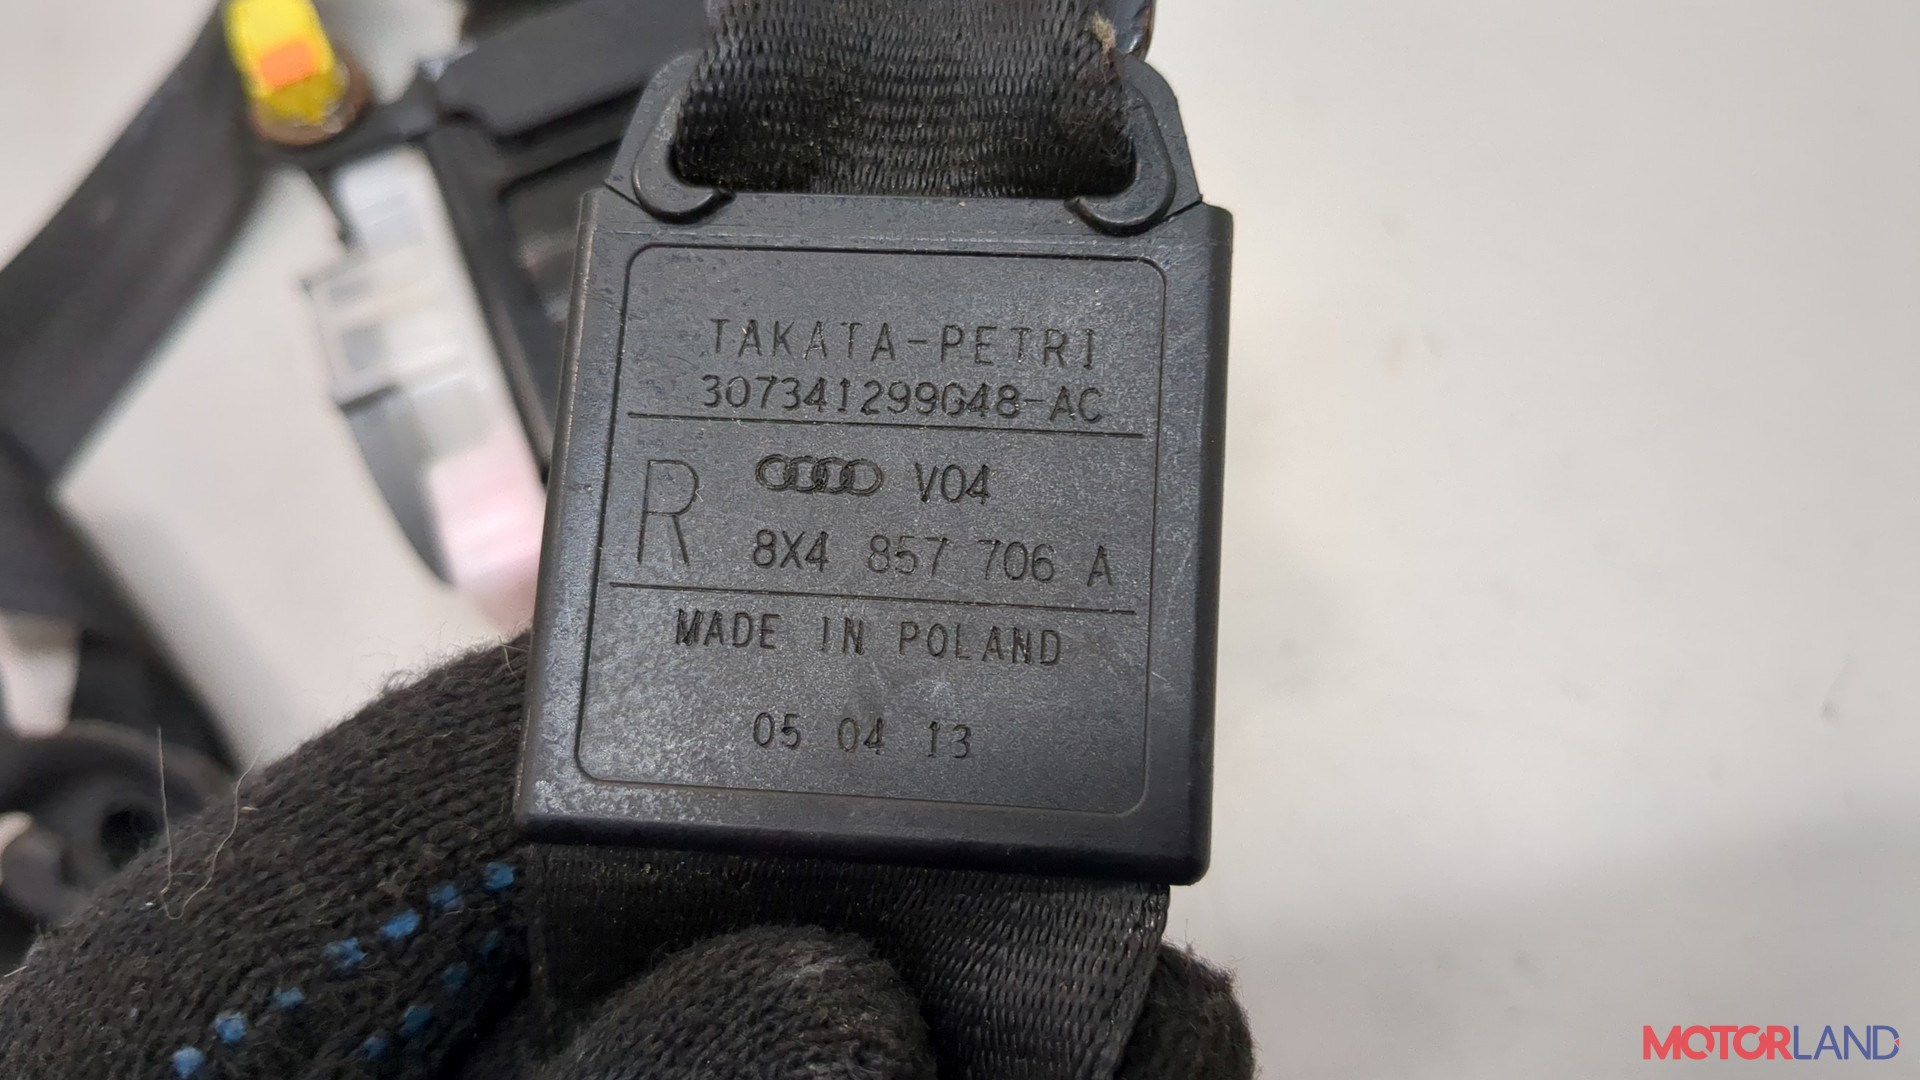 TAKATA-PETRI
307341299G48-AC
R
V04
8X4 857 706 A
MADE IN POLAND
05 04 13
MOTORLAND